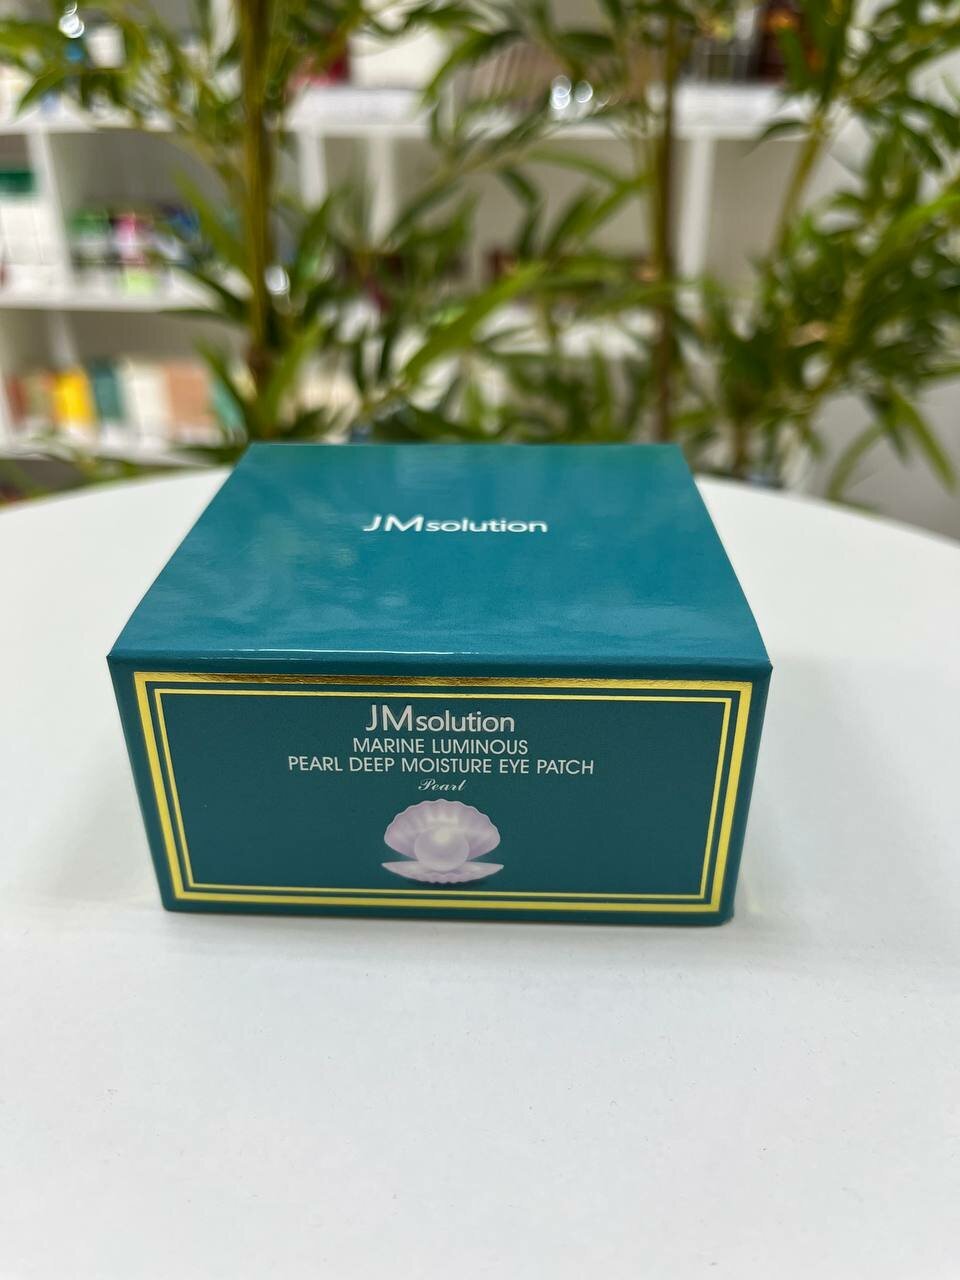 JMsolution
JMsolution
MARINE LUMINOUS
PEARL DEEP MOISTURE EYE PATCH
Pearl